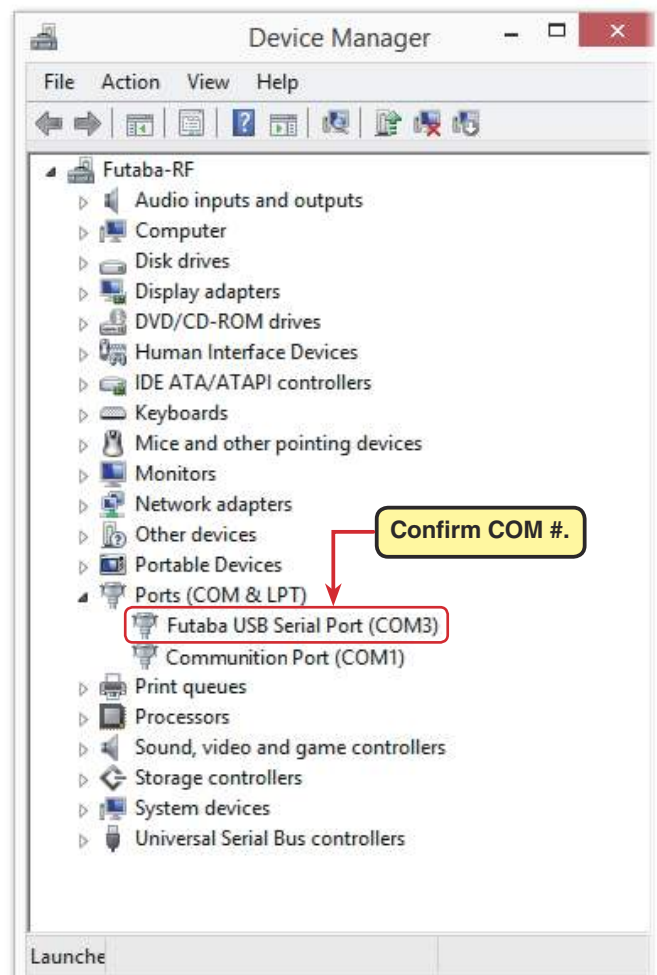 Device Manager
File Action View Help
Futaba-RF
Audio inputs and outputs
Computer
Disk drives
Display adapters
DVD/CD-ROM drives
Human Interface Devices
IDE ATA/ATAPI controllers
Keyboards
Mice and other pointing devices
Monitors
Network adapters
Other devices
Confirm COM #.
Portable Devices
Ports (COM & LPT)
Futaba USB Serial Port (COM3)
Communition Port (COM1)
Print queues
Processors
Sound, video and game controllers
Storage controllers
System devices
Universal Serial Bus controllers
Launche